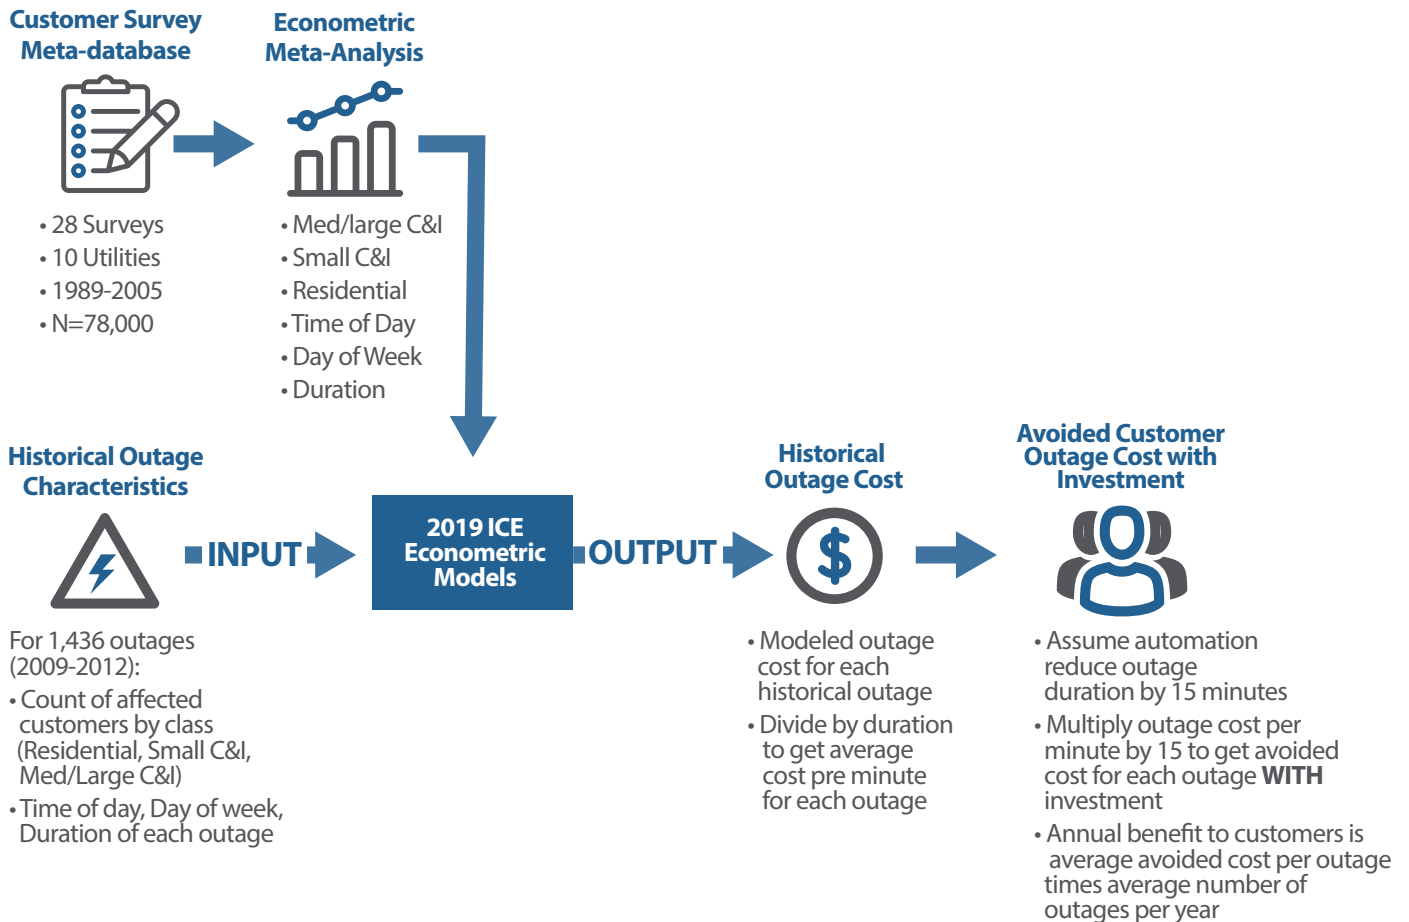 Customer Survey
Meta-database
• 28 Surveys
• 10 Utilities
• 1989-2005
• N=78,000
Econometric
Meta-Analysis
• Med/large C&I
• Small C&I
• Residential
• Time of Day
• Day of Week
• Duration
Historical Outage
Characteristics
For 1,436 outages
(2009-2012):
• Count of affected
customers by class
(Residential, Small C&I,
Med/Large C&I)
• Time of day, Day of week,
Duration of each outage
INPUT
2019 ICE
Econometric
Models
OUTPUT
Historical
Outage Cost
$
• Modeled outage
cost for each
historical outage
• Divide by duration
to get average
cost pre minute
for each outage
Avoided Customer
Outage Cost with
Investment
• Assume automation
reduce outage
duration by 15 minutes
• Multiply outage cost per
minute by 15 to get avoided
cost for each outage WITH
investment
• Annual benefit to customers is
average avoided cost per outage
times average number of
outages per year